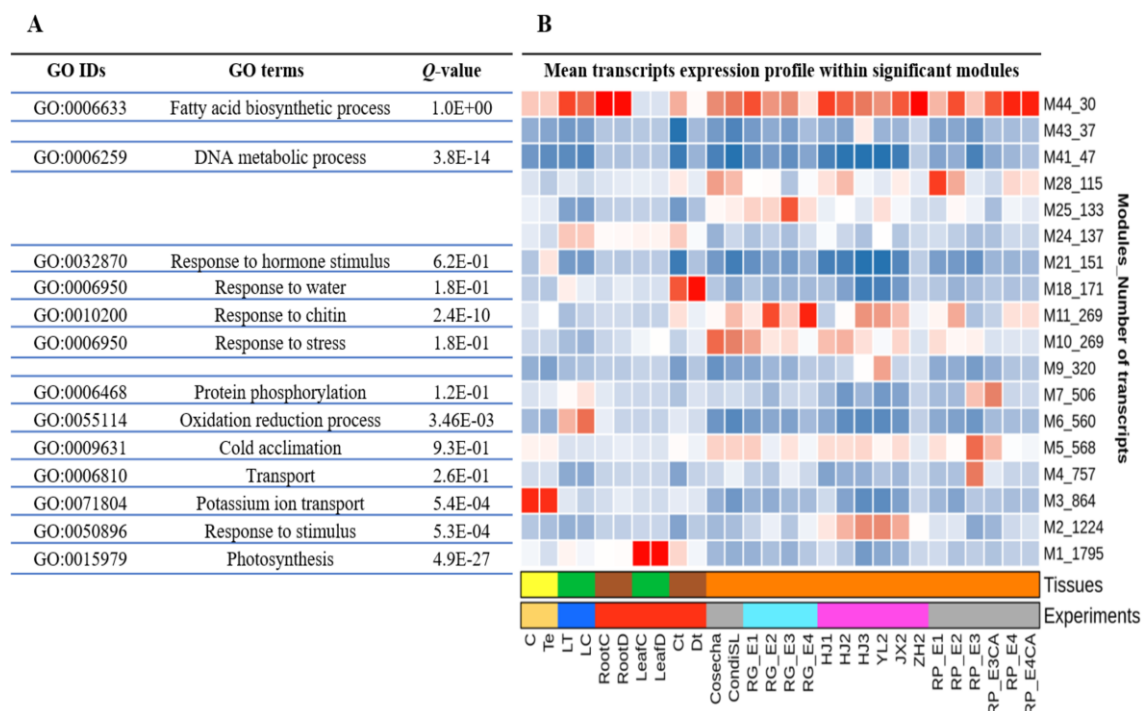 A
B
GO IDs GO terms Q-value
Mean transcripts expression profile within significant modules
GO:0006633 Fatty acid biosynthetic process 1.0E+00
GO:0006259 DNA metabolic process 3.8E-14
GO:0032870 Response to hormone stimulus 6.2E-01
GO:0006950 Response to water 1.8E-01
GO:0010200 Response to chitin 2.4E-10
GO:0006950 Response to stress 1.8E-01
GO:0006468 Protein phosphorylation 1.2E-01
GO:0055114 Oxidation reduction process 3.46E-03
GO:0009631 Cold acclimation 9.3E-01
GO:0006810 Transport 2.6E-01
GO:0071804 Potassium ion transport 5.4E-04
GO:0050896 Response to stimulus 5.3E-04
GO:0015979 Photosynthesis 4.9E-27
M44_30
M43_37
M41_47
M28_115
M25_133
M24_137
M21_151
M18_171
M11_269
M10_269
M9_320
M7_506
M6_560
M5_568
M4_757
M3_864
M2_1224
M1_1795
Modules_Number of transcripts
Tissues
Experiments
C
Te
LT
LC
RootC
RootD
LeafC
LeafD
Ct
Dt
Cosecha
CondiSL
RG_E1
RG_E2
RG_E3
RG_E4
HJ1
HJ2
HJ3
YL2
JX2
ZH2
RP_E1
RP_E2
RP_E3
RP_E3CA
RP_E4
RP_E4CA